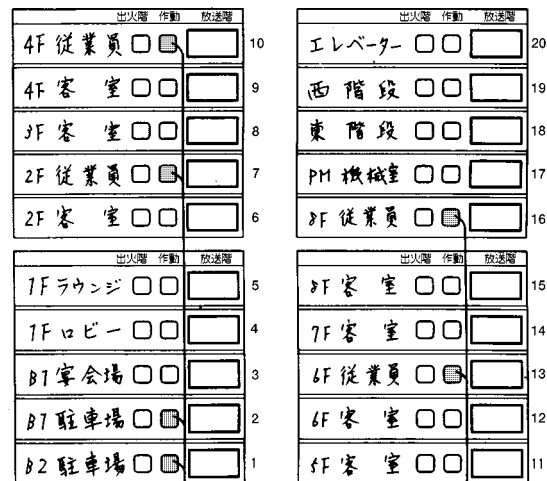 出火階 作動 放送階
4F 従業員 10
4F 客室 9
3F 客室 8
2F 従業員 7
2F 客室 6
出火階 作動 放送階
1F ラウンジ 5
1F ロビー 4
B1 宴会場 3
B1 駐車場 2
B2 駐車場 1
出火階 作動 放送階
エレベーター 20
西階段 19
東階段 18
PH 機械室 17
8F 従業員 16
出火階 作動 放送階
8F 客室 15
7F 客室 14
6F 従業員 13
6F 客室 12
5F 客室 11